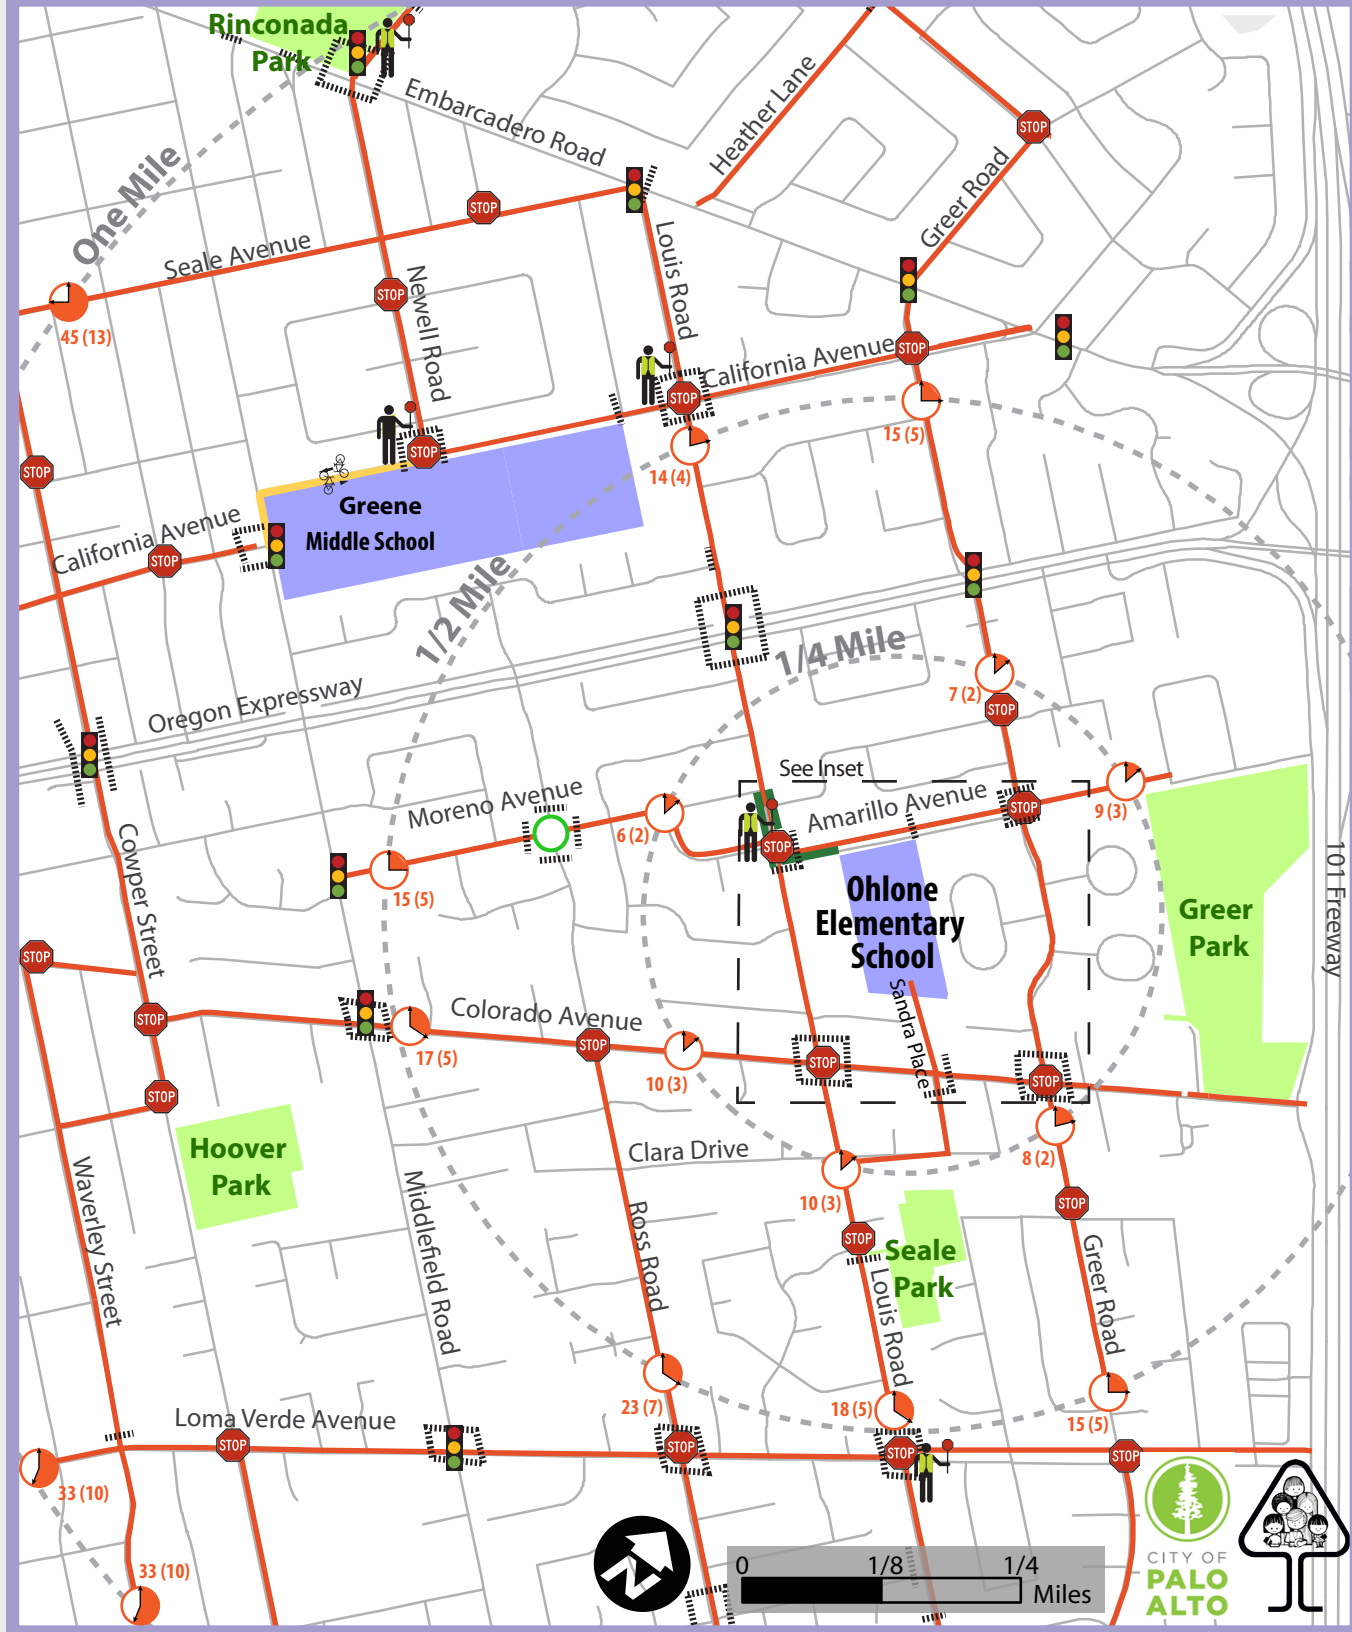 Rinconada
Park
Embarcadero Road
Heather Lane
STOP
One Mile
STOP
Greer Road
Seale Avenue
Louis Road
STOP
Newell Road
45 (13)
STOP
California Avenue
STOP
15 (5)
STOP
14 (4)
STOP
Greene
Middle School
California Avenue
STOP
1/2 Mile
1/4 Mile
Oregon Expressway
7 (2)
STOP
See Inset
Moreno Avenue
6 (2)
Amarillo Avenue
STOP
9 (3)
STOP
Cowper Street
15 (5)
Ohlone
Elementary
School
Greer
Park
101 Freeway
STOP
Sandra Place
STOP
Colorado Avenue
17 (5)
STOP
10 (3)
STOP
STOP
STOP
Hoover
Park
Clara Drive
8 (2)
10 (3)
STOP
Waverley Street
Middlefield Road
Ross Road
STOP
Seale
Park
Louis Road
Greer Road
23 (7)
18 (5)
15 (5)
Loma Verde Avenue
STOP
STOP
STOP
STOP
33 (10)
33 (10)
N
0 1/8 1/4
Miles
CITY OF
PALO
ALTO